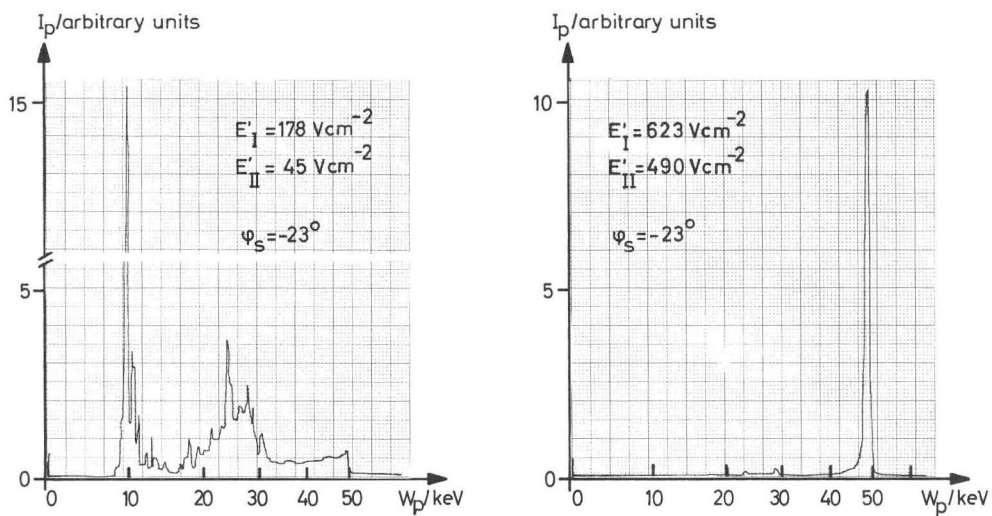 I_p/arbitrary units
15
E'_I = 178 Vcm^-2
E'_II = 45 Vcm^-2
φ_s = -23°
5
0
0 10 20 30 40 50 W_p/keV
I_p/arbitrary units
10
E'_I = 623 Vcm^-2
E'_II = 490 Vcm^-2
φ_s = -23°
5
0
0 10 20 30 40 50 W_p/keV